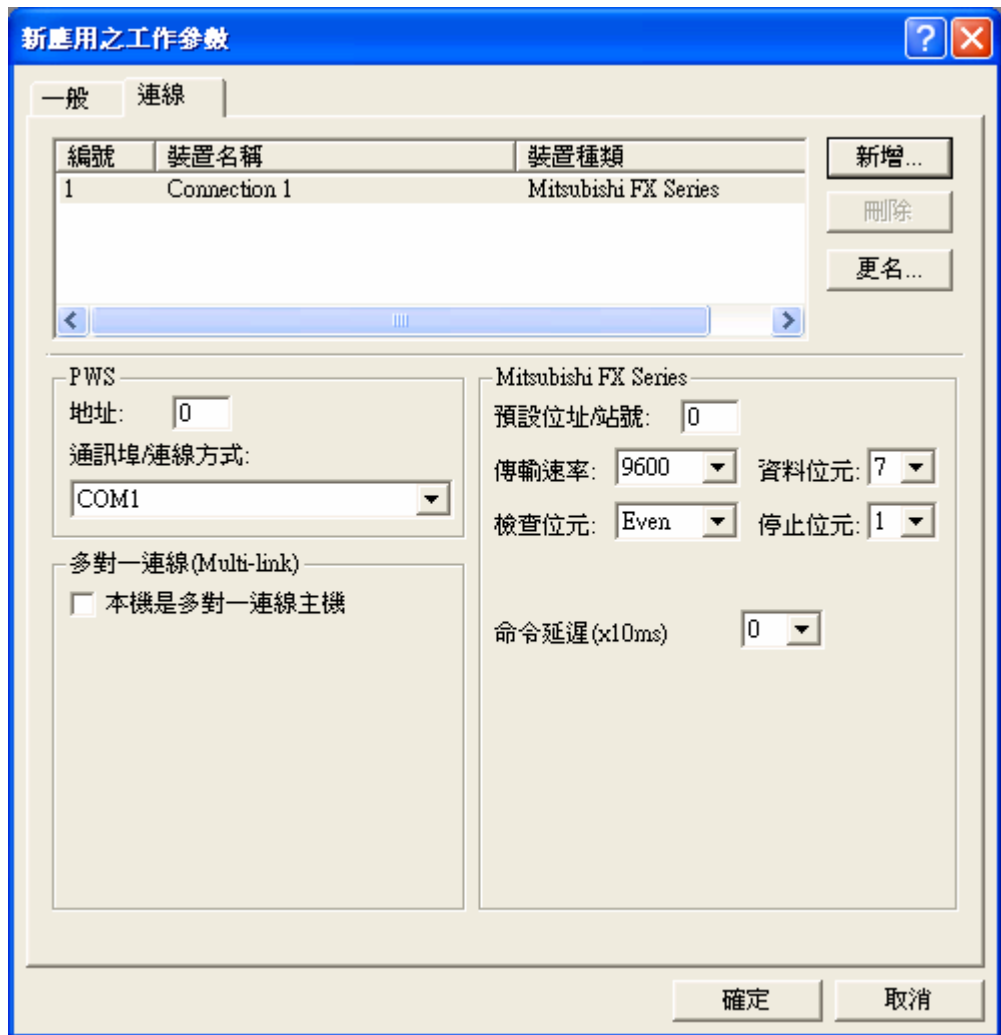 新應用之工作參數
一般 連線
編號 裝置名稱 裝置種類
1 Connection 1 Mitsubishi FX Series
新增...
刪除
更名...
PWS
地址: 0
通訊埠/連線方式:
COM1
多對一連線(Multi-link)
本機是多對一連線主機
Mitsubishi FX Series
預設位址/站號: 0
傳輸速率: 9600 資料位元: 7
檢查位元: Even 停止位元: 1
命令延遲(x10ms) 0
確定 取消